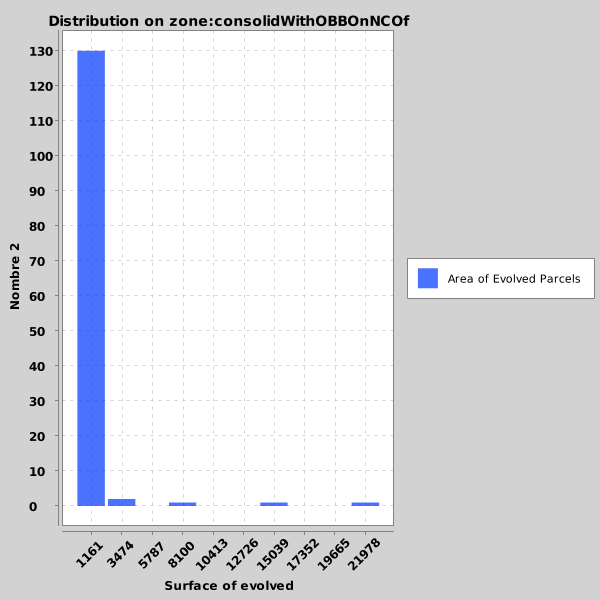 Distribution on zone:consolidWithOBBOnNCOf
130
120
110
100
90
80
70
60
50
40
30
20
10
0
Nombre 2
1161 3474 5787 8100 10413 12726 15039 17352 19665 21978
Surface of evolved
Area of Evolved Parcels